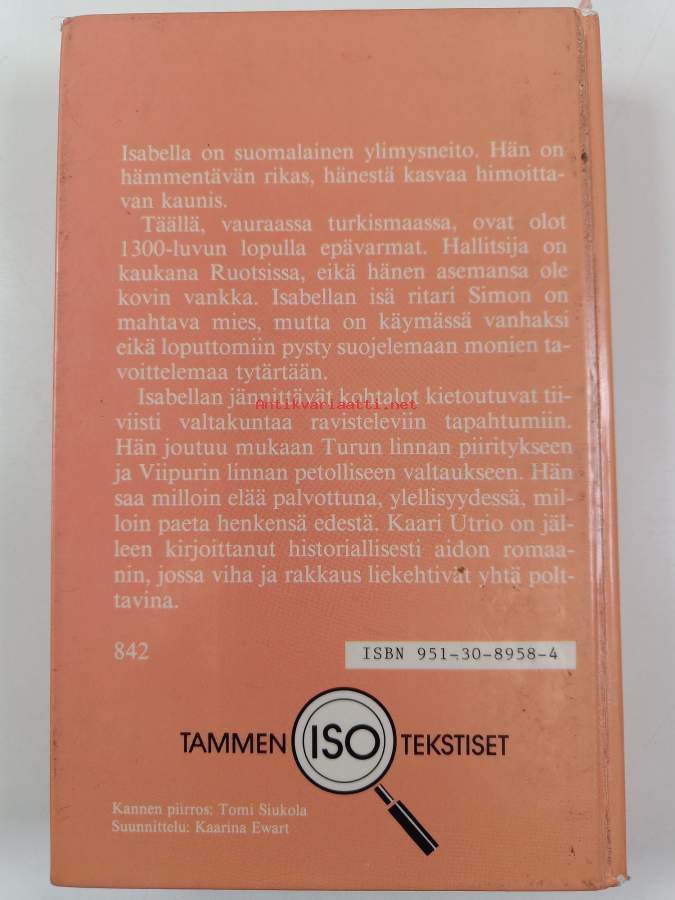 Isabella on suomalainen ylimysneito. Hän on
hämmentävän rikas, hänestä kasvaa himoitta-
van kaunis.
Täällä, vauraassa turkismaassa, ovat olot
1300-luvun lopulla epävarmat. Hallitsija on
kaukana Ruotsissa, eikä hänen asemansa ole
kovin vankka. Isabellan isä ritari Simon on
mahtava mies, mutta on käymässä vanhaksi
eikä loputtomiin pysty suojelemaan monien ta-
voittelemaa tytärtään.
Isabellan jännittävät kohtalot kietoutuvat tii-
Antikvariaatti.net
viisti valtakuntaa ravisteleviin tapahtumiin.
Hän joutuu mukaan Turun linnan piiritykseen
ja Viipurin linnan petolliseen valtaukseen. Hän
saa milloin elää palvottuna, ylellisyydessä, mil-
loin paeta henkensä edestä. Kaari Utrio on jäl-
leen kirjoittanut historiallisesti aidon romaa-
nin, jossa viha ja rakkaus liekehtivät yhtä polt-
tavina.
842
ISBN 951-30-8958-4
TAMMEN ISO TEKSTISET
Kannen piirros: Tomi Siukola
Suunnittelu: Kaarina Ewart